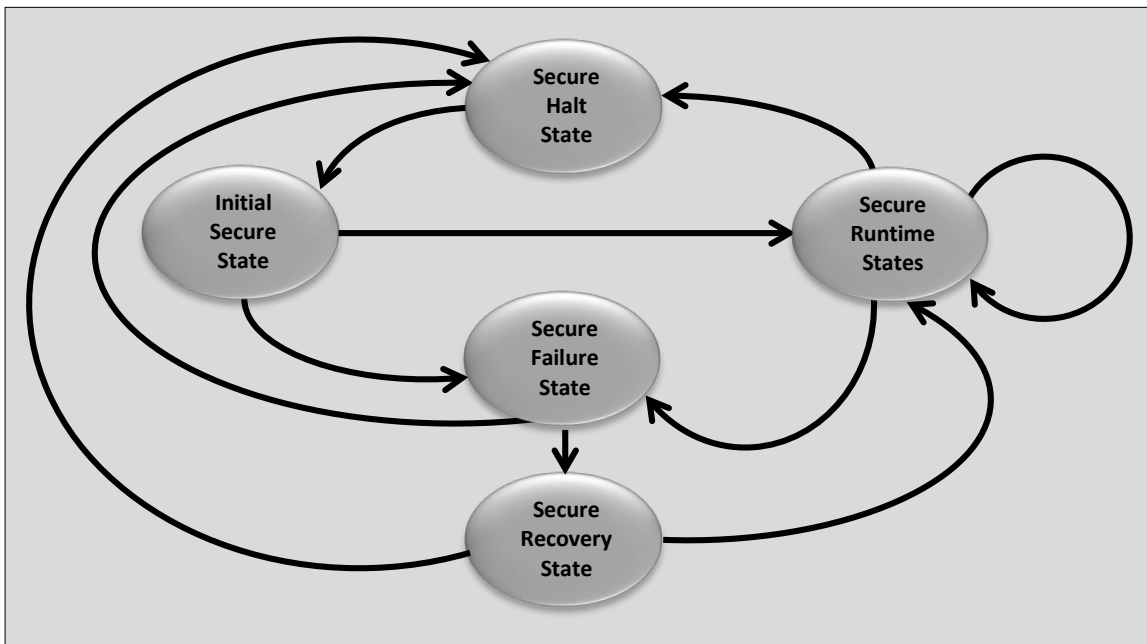 Secure
Halt
State
Initial
Secure
State
Secure
Runtime
States
Secure
Failure
State
Secure
Recovery
State